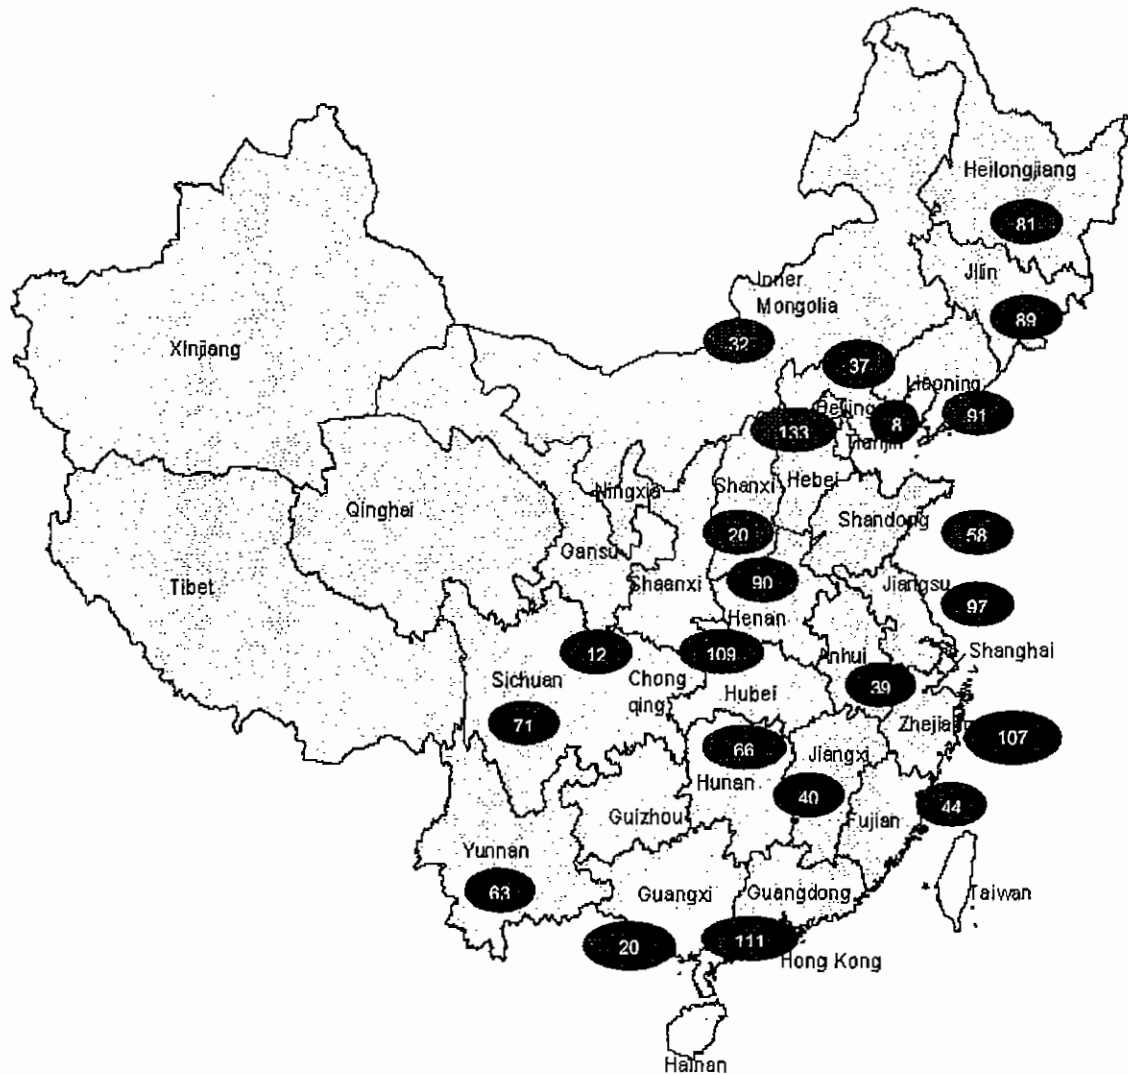 Heilongjiang
81
Jilin
Inner
Mongolia
89
32
Xinjiang
37
Liaoning
Beijing
91
8
133
Tianjin
Hebei
Shanxi
Ningxia
Qinghai
Shandong
20
58
Gansu
90
Shaanxi
Jiangsu
Tibet
97
Henan
12
109
Anhui
Shanghai
Sichuan
Chong
qing
39
Hubei
71
Zhejian
107
66
Jiangxi
Hunan
40
44
Guizhou
Fujian
Yunnan
63
Guangxi
Guangdong
Taiwan
20
111
Hong Kong
Hainan